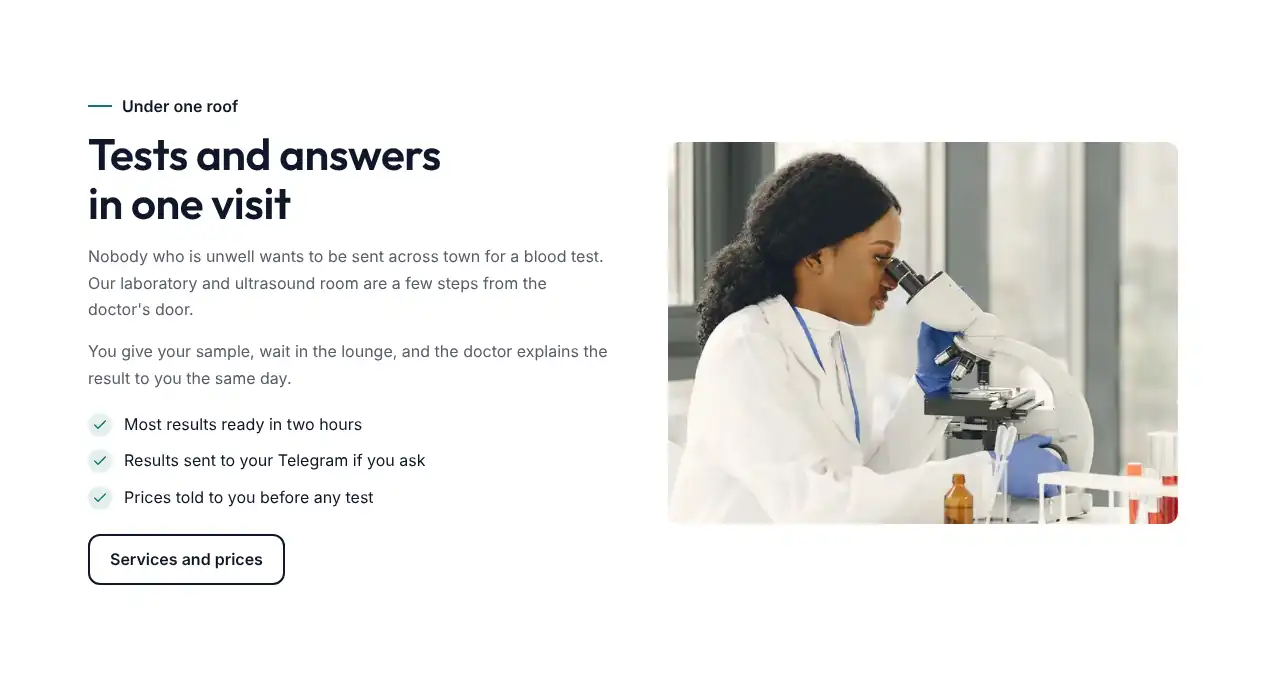 Under one roof
Tests and answers
in one visit
Nobody who is unwell wants to be sent across town for a blood test.
Our laboratory and ultrasound room are a few steps from the
doctor's door.
You give your sample, wait in the lounge, and the doctor explains the
result to you the same day.
Most results ready in two hours
Results sent to your Telegram if you ask
Prices told to you before any test
Services and prices